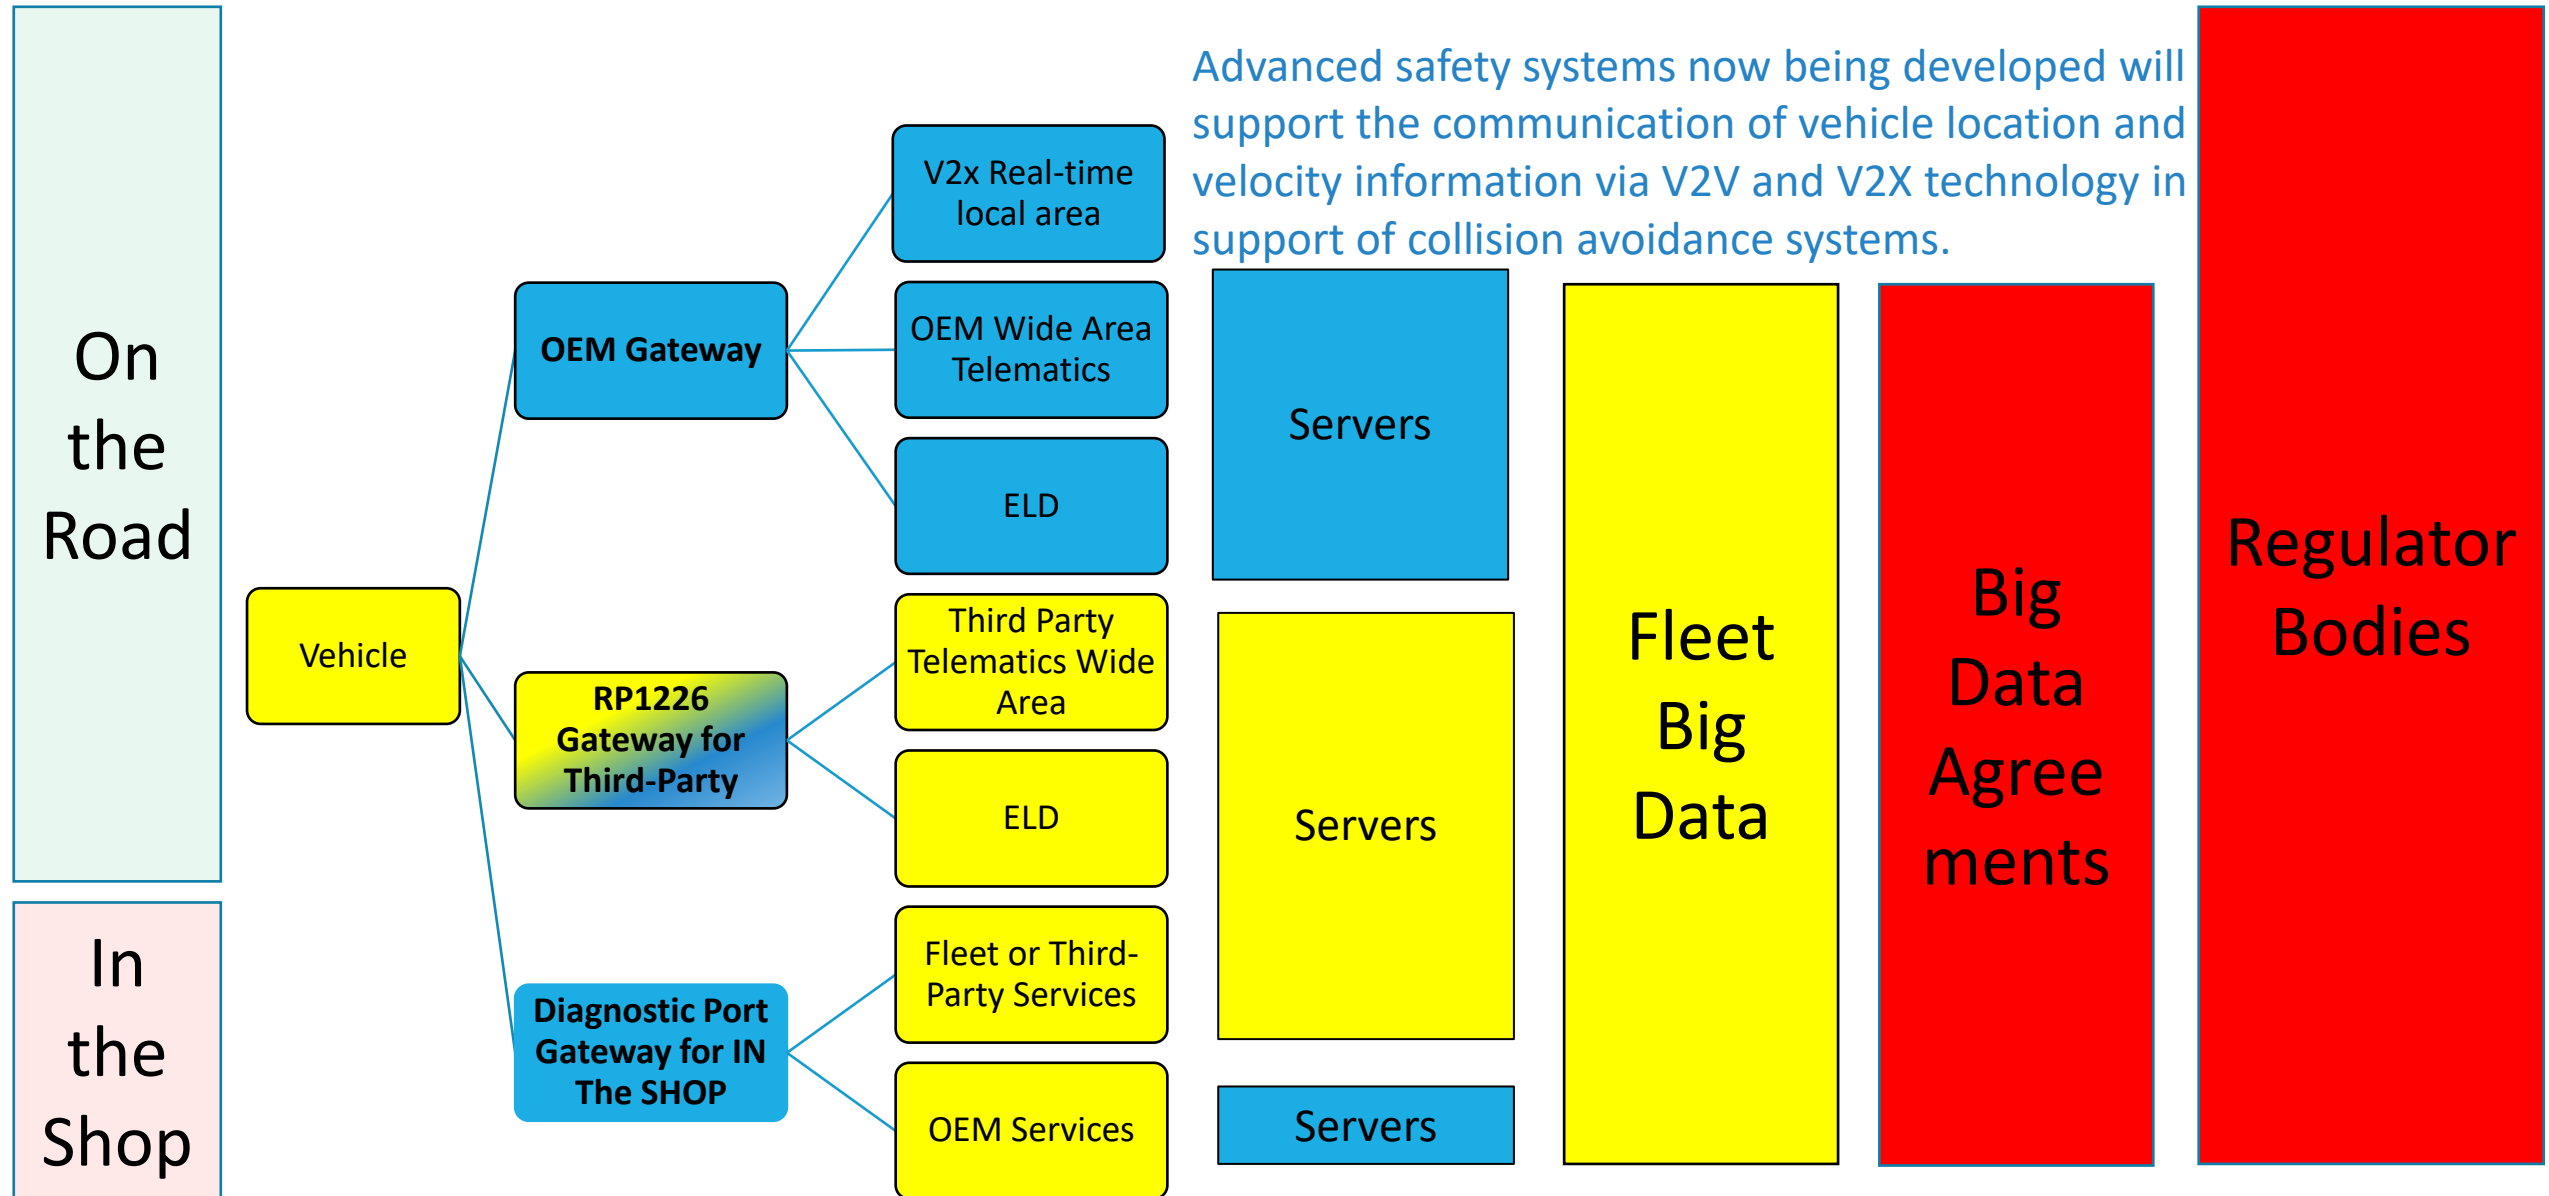 On
the
Road
In
the
Shop
Vehicle
OEM Gateway
RP1226
Gateway for
Third-Party
Diagnostic Port
Gateway for IN
The SHOP
V2x Real-time
local area
OEM Wide Area
Telematics
ELD
Third Party
Telematics Wide
Area
ELD
Fleet or Third-
Party Services
OEM Services
Advanced safety systems now being developed will
support the communication of vehicle location and
velocity information via V2V and V2X technology in
support of collision avoidance systems.
Servers
Servers
Servers
Fleet
Big
Data
Big
Data
Agree
ments
Regulator
Bodies